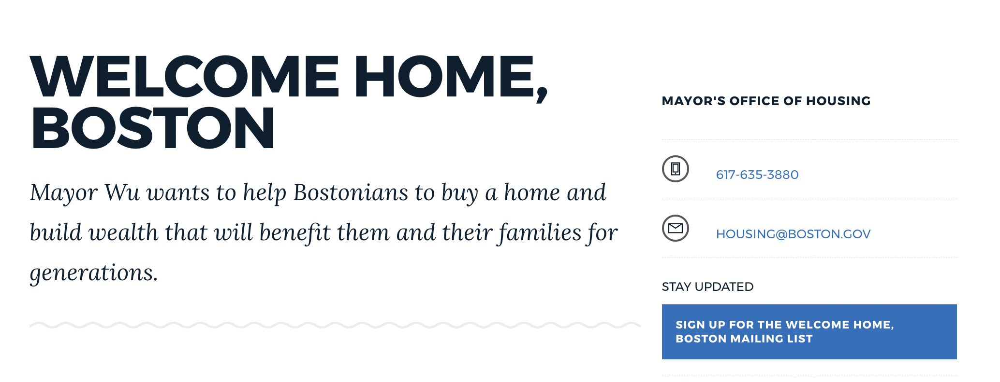 WELCOME HOME,
BOSTON
Mayor Wu wants to help Bostonians to buy a home and
build wealth that will benefit them and their families for
generations.
MAYOR'S OFFICE OF HOUSING
617-635-3880
HOUSING@BOSTON.GOV
STAY UPDATED
SIGN UP FOR THE WELCOME HOME,
BOSTON MAILING LIST